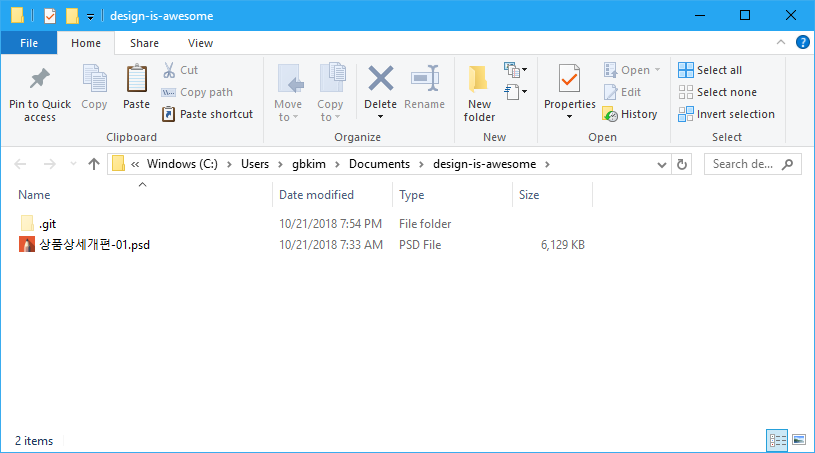 design-is-awesome
File Home Share View
Pin to Quick access
Copy
Paste
Cut
Copy path
Paste shortcut
Clipboard
Move to
Copy to
Delete
Rename
Organize
New folder
New
Properties
Open
Edit
History
Open
Select all
Select none
Invert selection
Select
« Windows (C:) > Users > gbkim > Documents > design-is-awesome >
Search de...
Name Date modified Type Size
.git 10/21/2018 7:54 PM File folder
상품상세개편-01.psd 10/21/2018 7:33 AM PSD File 6,129 KB
2 items